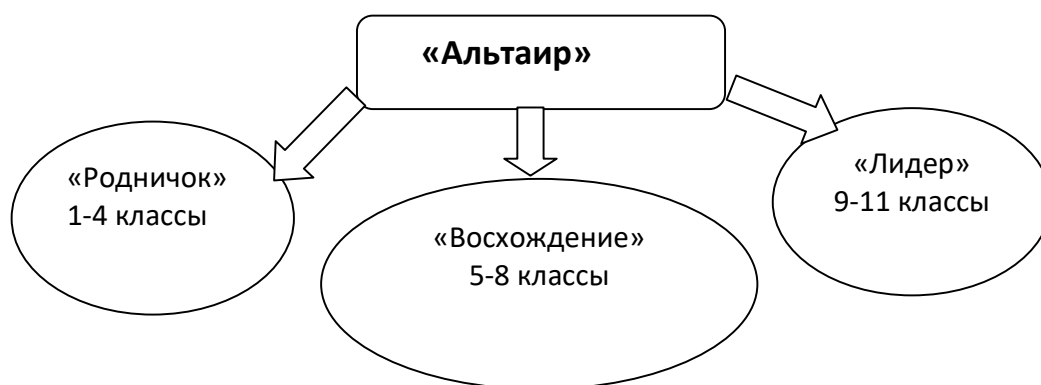 «Альтаир»
«Родничок»
1-4 классы
«Восхождение»
5-8 классы
«Лидер»
9-11 классы